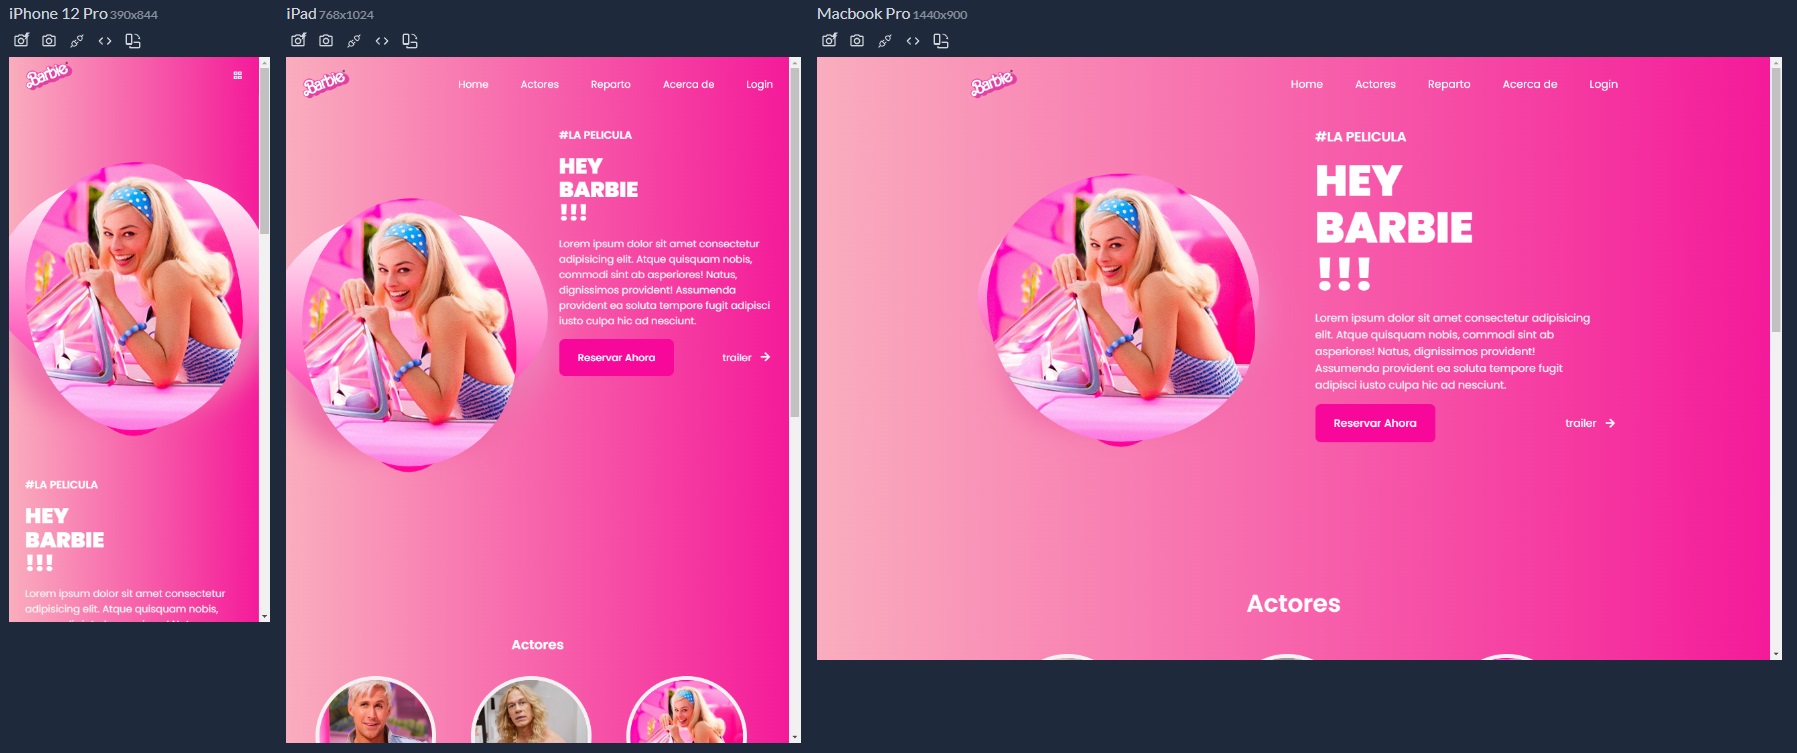 iPhone 12 Pro 390x844
Barbie
#LA PELICULA
HEY
BARBIE
!!!
Lorem ipsum dolor sit amet consectetur
adipisicing elit. Atque quisquam nobis,
iPad 768x1024
Barbie
Home Actores Reparto Acerca de Login
#LA PELICULA
HEY
BARBIE
!!!
Lorem ipsum dolor sit amet consectetur
adipisicing elit. Atque quisquam nobis,
commodi sint ab asperiores! Natus,
dignissimos provident! Assumenda
provident ea soluta tempore fugit adipisci
iusto culpa hic ad nesciunt.
Reservar Ahora trailer →
Actores
Macbook Pro 1440x900
Barbie
Home Actores Reparto Acerca de Login
#LA PELICULA
HEY
BARBIE
!!!
Lorem ipsum dolor sit amet consectetur adipisicing
elit. Atque quisquam nobis, commodi sint ab
asperiores! Natus, dignissimos provident!
Assumenda provident ea soluta tempore fugit
adipisci iusto culpa hic ad nesciunt.
Reservar Ahora trailer →
Actores